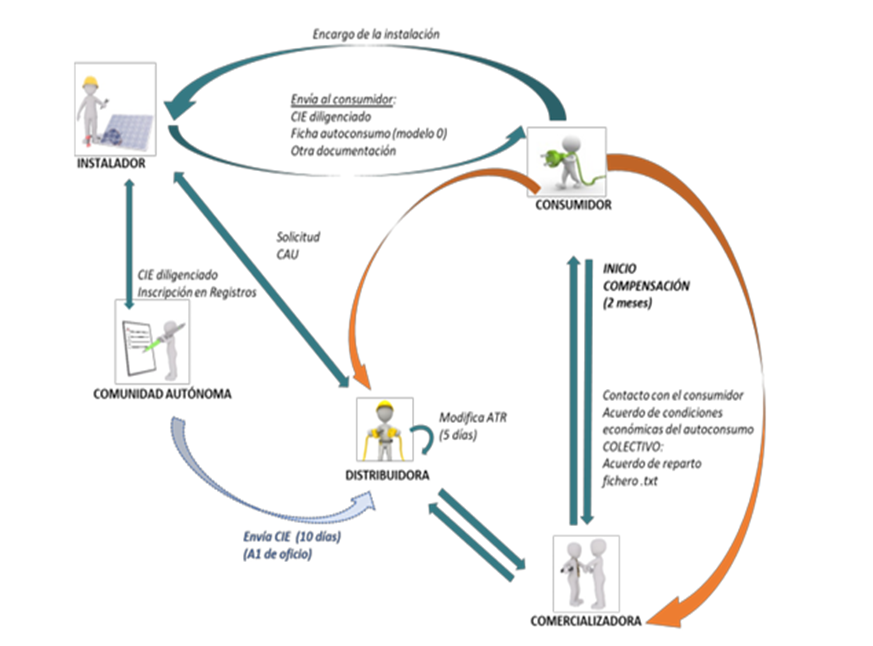 Encargo de la instalación
Envía al consumidor:
CIE diligenciado
Ficha autoconsumo (modelo 0)
Otra documentación
INSTALADOR
CONSUMIDOR
Solicitud
CAU
CIE diligenciado
Inscripción en Registros
INICIO
COMPENSACIÓN
(2 meses)
COMUNIDAD AUTÓNOMA
Contacto con el consumidor
Acuerdo de condiciones
económicas del autoconsumo
COLECTIVO:
Acuerdo de reparto
fichero .txt
Modifica ATR
(5 días)
DISTRIBUIDORA
Envía CIE (10 días)
(A1 de oficio)
COMERCIALIZADORA